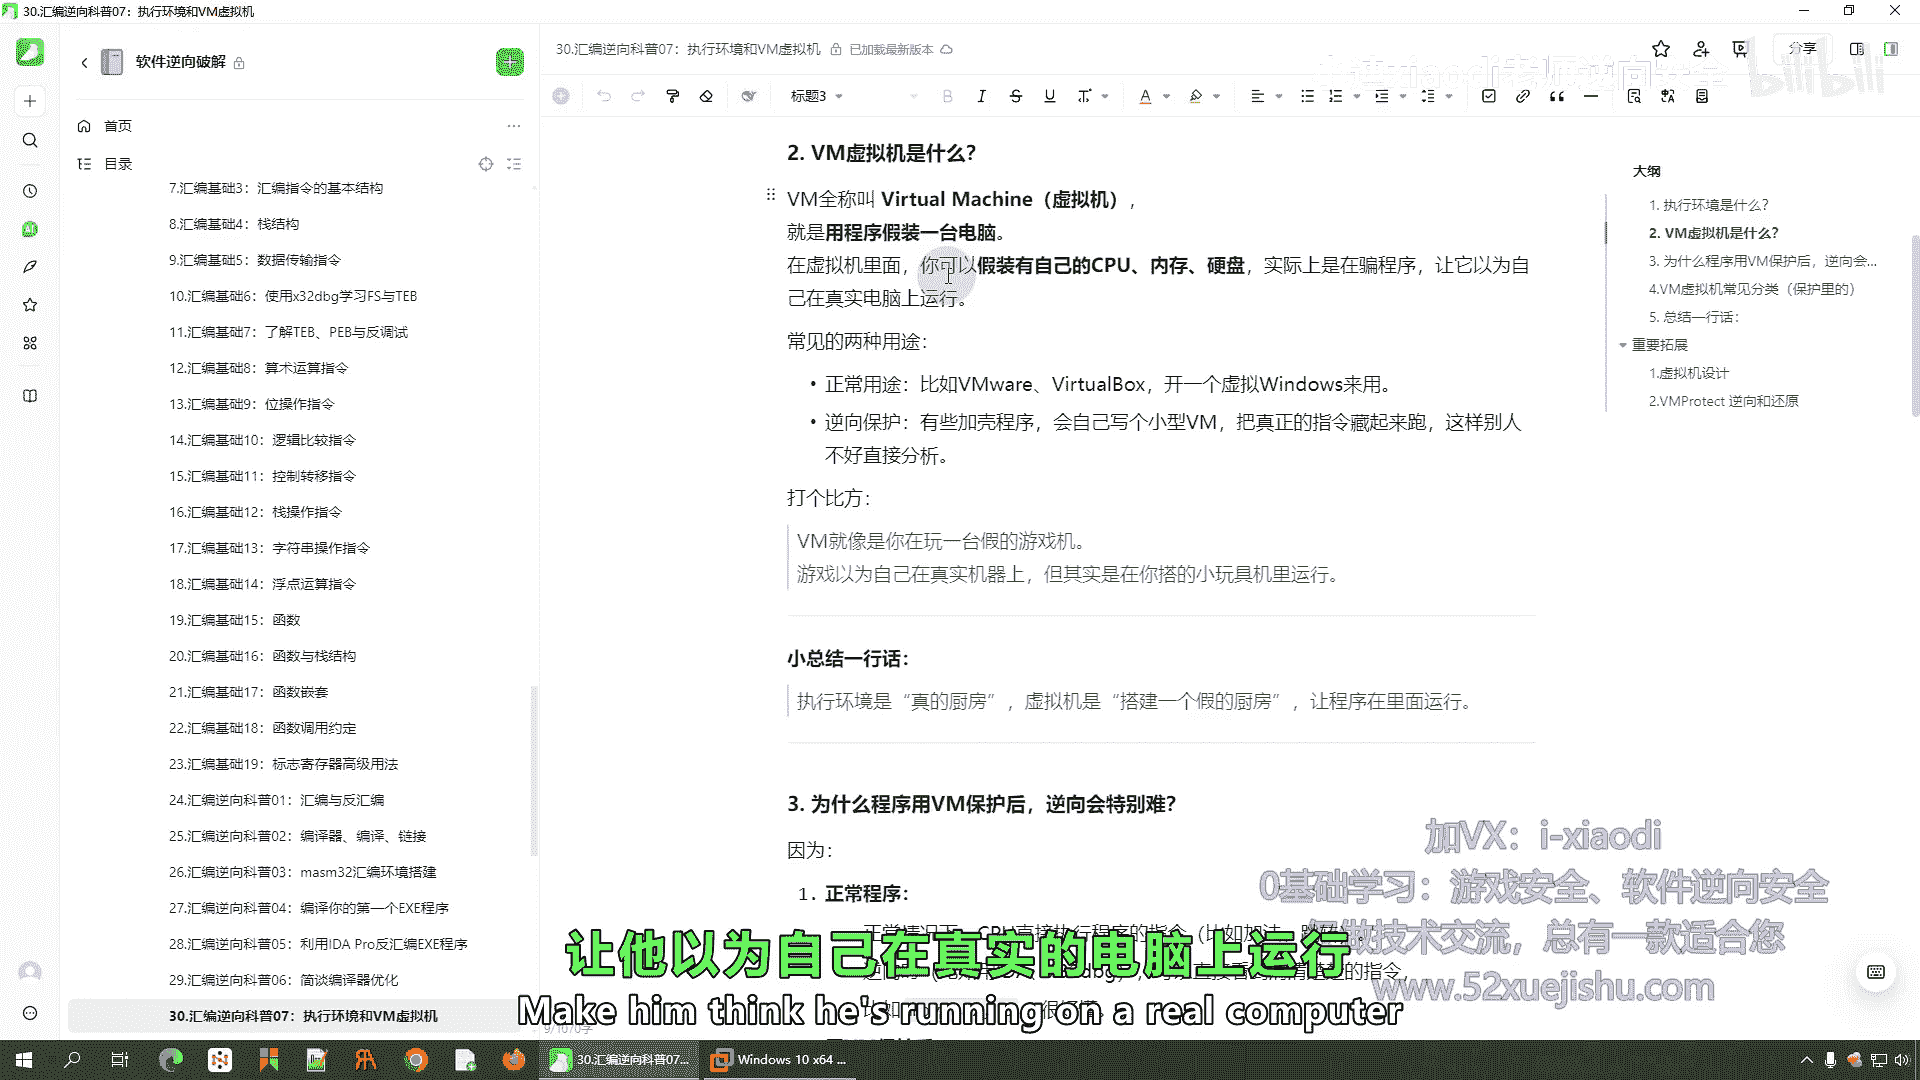 30.汇编逆向科普07：执行环境和VM虚拟机
软件逆向破解
首页
目录
7.汇编基础3：汇编指令的基本结构
8.汇编基础4：栈结构
9.汇编基础5：数据传输指令
10.汇编基础6：使用x32dbg学习FS与TEB
11.汇编基础7：了解TEB、PEB与反调试
12.汇编基础8：算术运算指令
13.汇编基础9：位操作指令
14.汇编基础10：逻辑比较指令
15.汇编基础11：控制转移指令
16.汇编基础12：栈操作指令
17.汇编基础13：字符串操作指令
18.汇编基础14：浮点运算指令
19.汇编基础15：函数
20.汇编基础16：函数与栈结构
21.汇编基础17：函数嵌套
22.汇编基础18：函数调用约定
23.汇编基础19：标志寄存器高级用法
24.汇编逆向科普01：汇编与反汇编
25.汇编逆向科普02：编译器、编译、链接
26.汇编逆向科普03：masm32汇编环境搭建
27.汇编逆向科普04：编译你的第一个EXE程序
28.汇编逆向科普05：利用IDA Pro反汇编EXE程序
29.汇编逆向科普06：简谈编译器优化
30.汇编逆向科普07：执行环境和VM虚拟机
30.汇编逆向科普07：执行环境和VM虚拟机 已加载最新版本
分享
bilibili
标题3
2. VM虚拟机是什么？
VM全称叫 Virtual Machine（虚拟机），
就是用程序假装一台电脑。
在虚拟机里面，你可以假装有自己的CPU、内存、硬盘，实际上是在骗程序，让它以为自
己在真实电脑上运行。
常见的两种用途：
• 正常用途：比如VMware、VirtualBox，开一个虚拟Windows来用。
• 逆向保护：有些加壳程序，会自己写个小型VM，把真正的指令藏起来跑，这样别人
不好直接分析。
打个比方：
VM就像是你在玩一台假的游戏机。
游戏以为自己在真实机器上，但其实是在你搭的小玩具机里运行。
小总结一行话：
执行环境是“真的厨房”，虚拟机是“搭建一个假的厨房”，让程序在里面运行。
3. 为什么程序用VM保护后，逆向会特别难？
因为：
1. 正常程序：
大纲
1. 执行环境是什么？
2. VM虚拟机是什么？
3. 为什么程序用VM保护后，逆向会...
4.VM虚拟机常见分类（保护里的）
5. 总结一行话：
重要拓展
1.虚拟机设计
2.VMProtect 逆向和还原
加VX：i-xiaodi
0基础学习：游戏安全、软件逆向安全
仅做技术交流，总有一款适合您
www.52xuejishu.com
让他以为自己在真实的电脑上运行
Make him think he's running on a real computer
30.汇编逆向科普07...
Windows 10 x64 ...